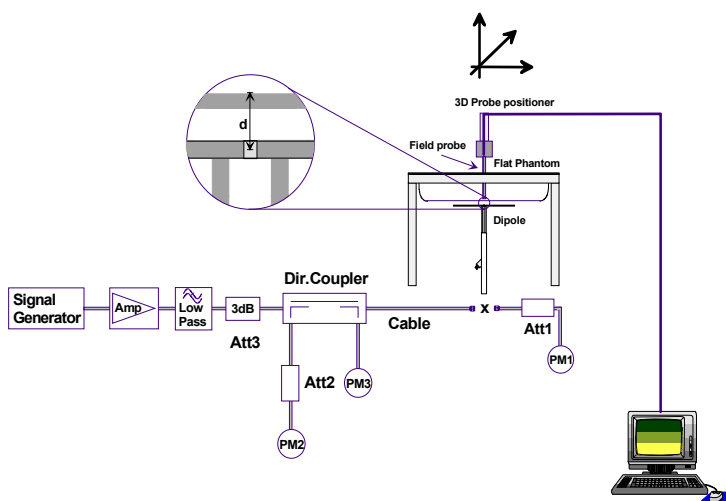 3D Probe positioner
d
Field probe
Flat Phantom
Dipole
Dir.Coupler
Signal
Generator
Amp
Low
Pass
3dB
Cable
x
Att1
Att3
PM1
Att2
PM3
PM2